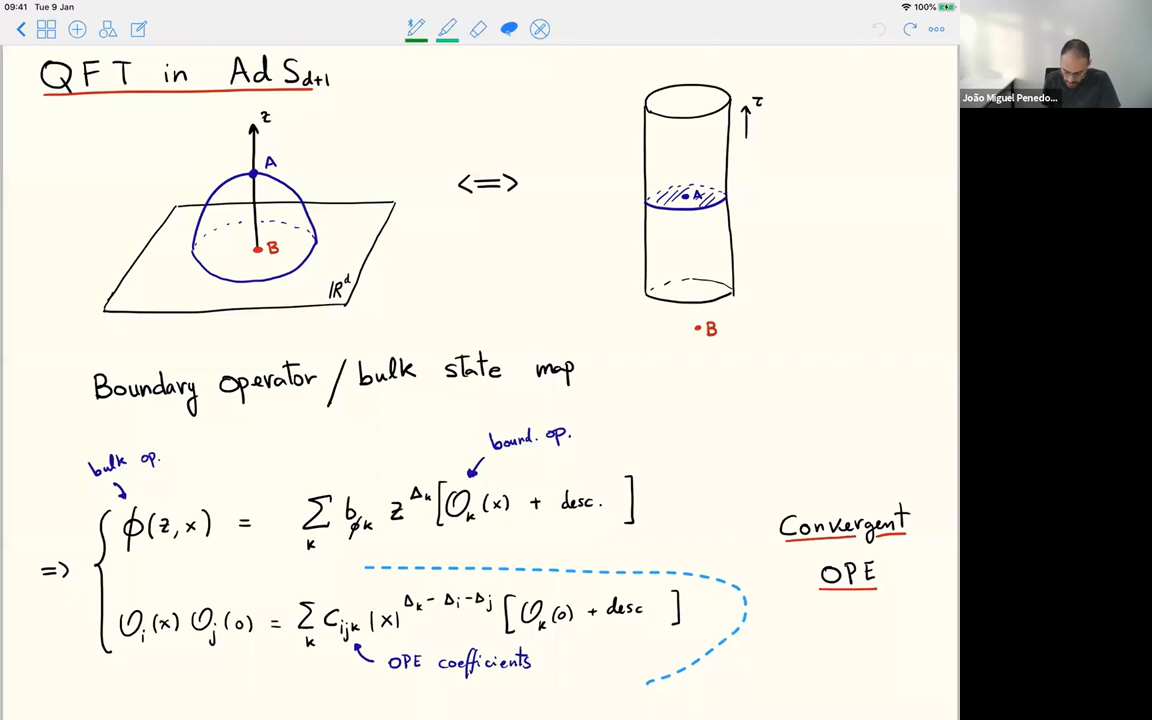 09:41 Tue 9 Jan
100%
QFT in AdS_{d+1}
João Miguel Penedo...
z
A
B
ℝ^d
<=>
τ
A
B
Boundary operator / bulk state map
bulk op.
bound. op.
ϕ(z,x) = Σ_k b_{ϕk} z^{Δ_k} [O_k(x) + desc. ]
=>
Convergent
OPE
O_i(x) O_j(0) = Σ_k C_{ijk} |x|^{Δ_k - Δ_i - Δ_j} [O_k(0) + desc ]
OPE coefficients